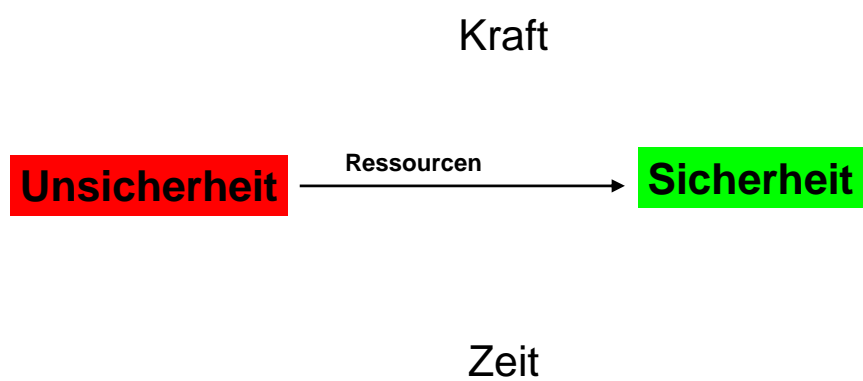 Kraft
Ressourcen
Unsicherheit
Sicherheit
Zeit